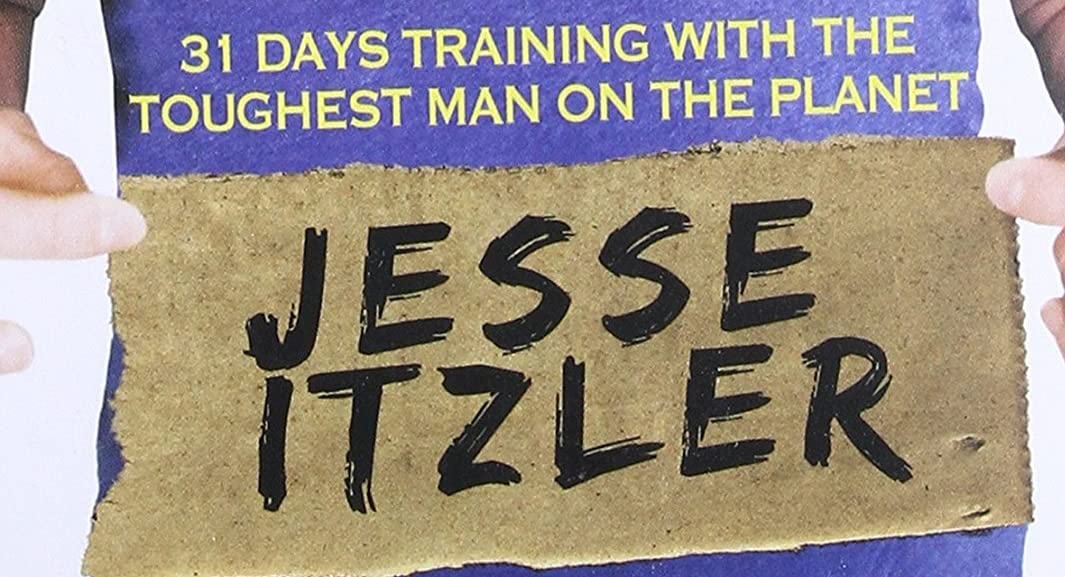 31 DAYS TRAINING WITH THE
TOUGHEST MAN ON THE PLANET
JESSE
ITZLER